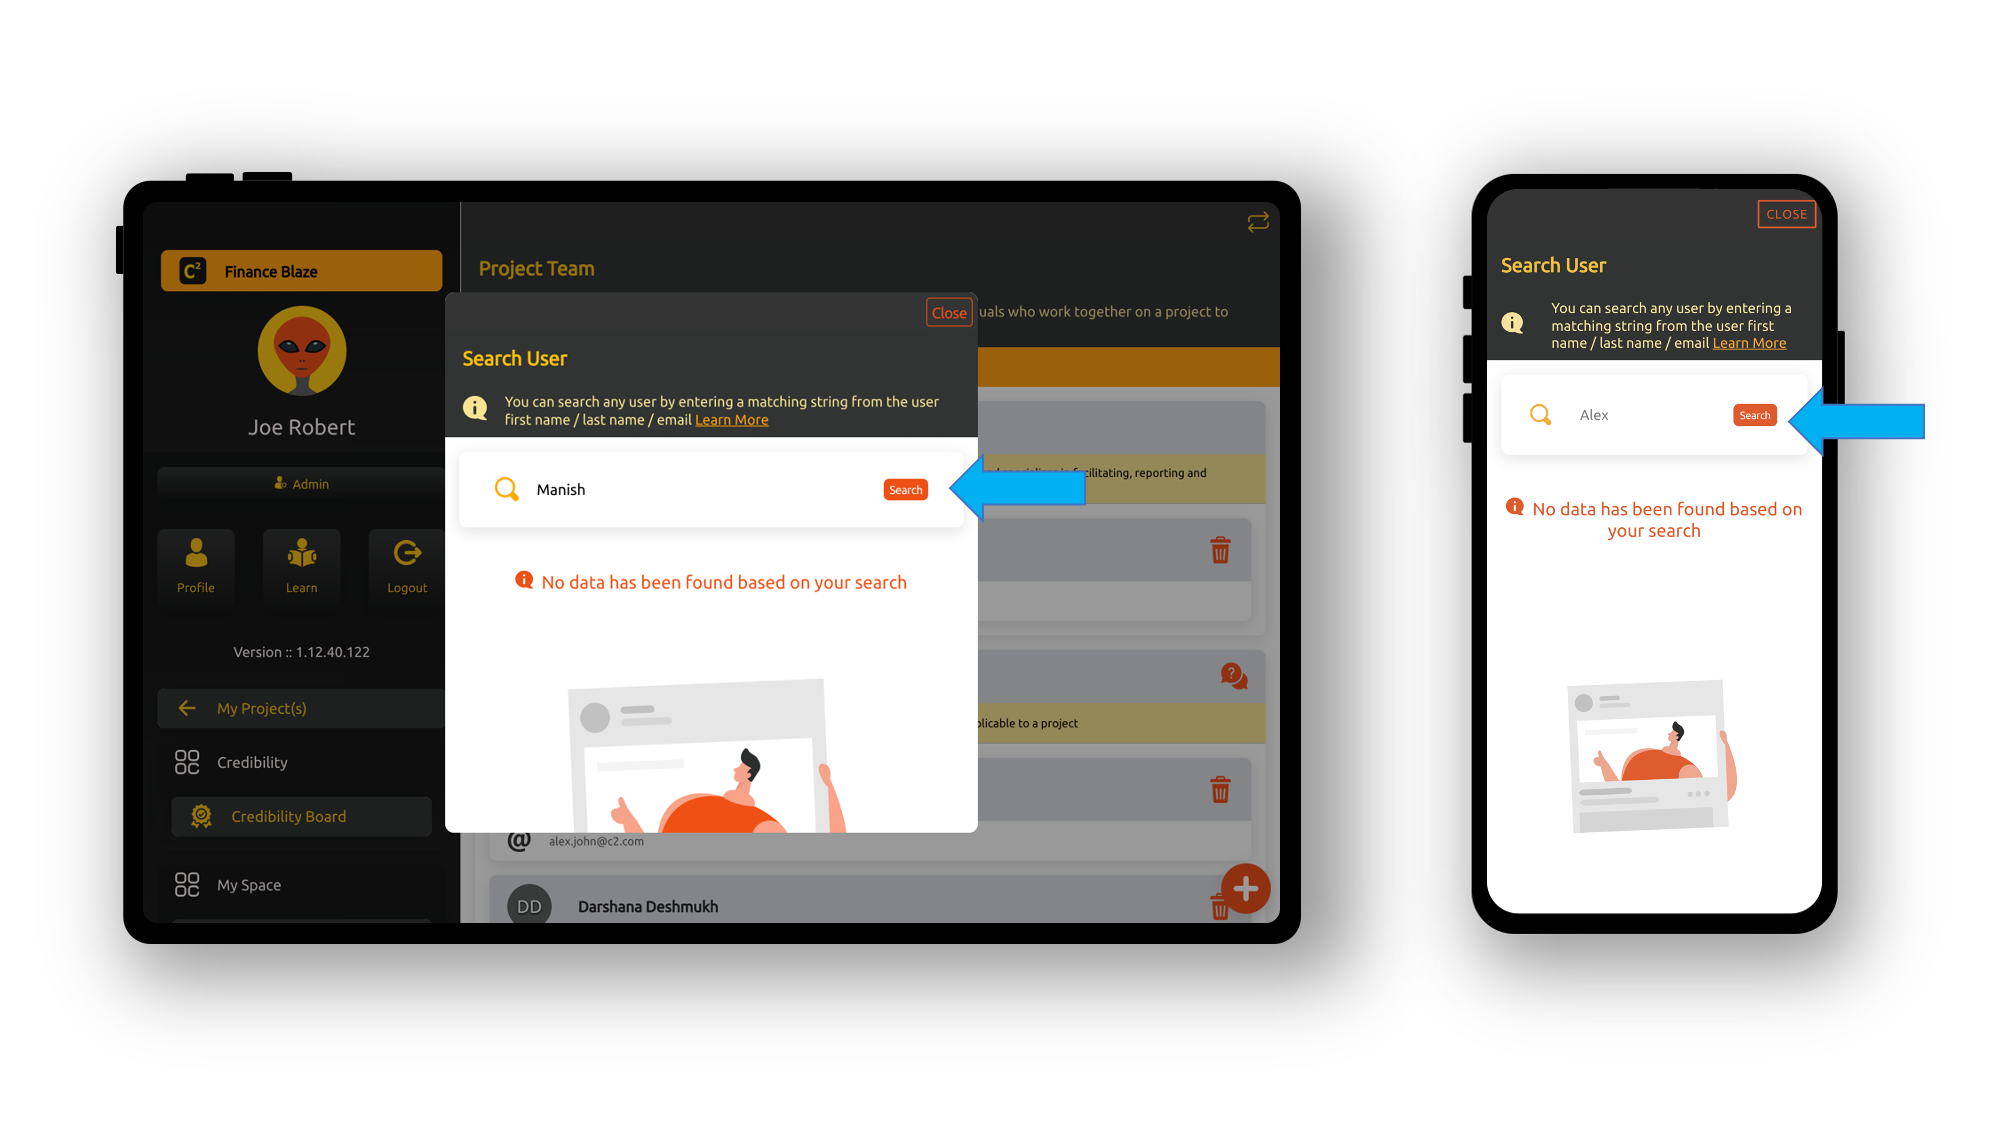 C²
Finance Blaze
Joe Robert
Admin
Profile
Learn
Logout
Version :: 1.12.40.122
My Project(s)
Credibility
Credibility Board
My Space
Project Team
uals who work together on a project to
Close
Search User
You can search any user by entering a matching string from the user
first name / last name / email Learn More
Manish
Search
No data has been found based on your search
facilitating, reporting and
plicable to a project
@
alex.john@c2.com
DD
Darshana Deshmukh
CLOSE
Search User
You can search any user by entering a
matching string from the user first
name / last name / email Learn More
Alex
Search
No data has been found based on
your search